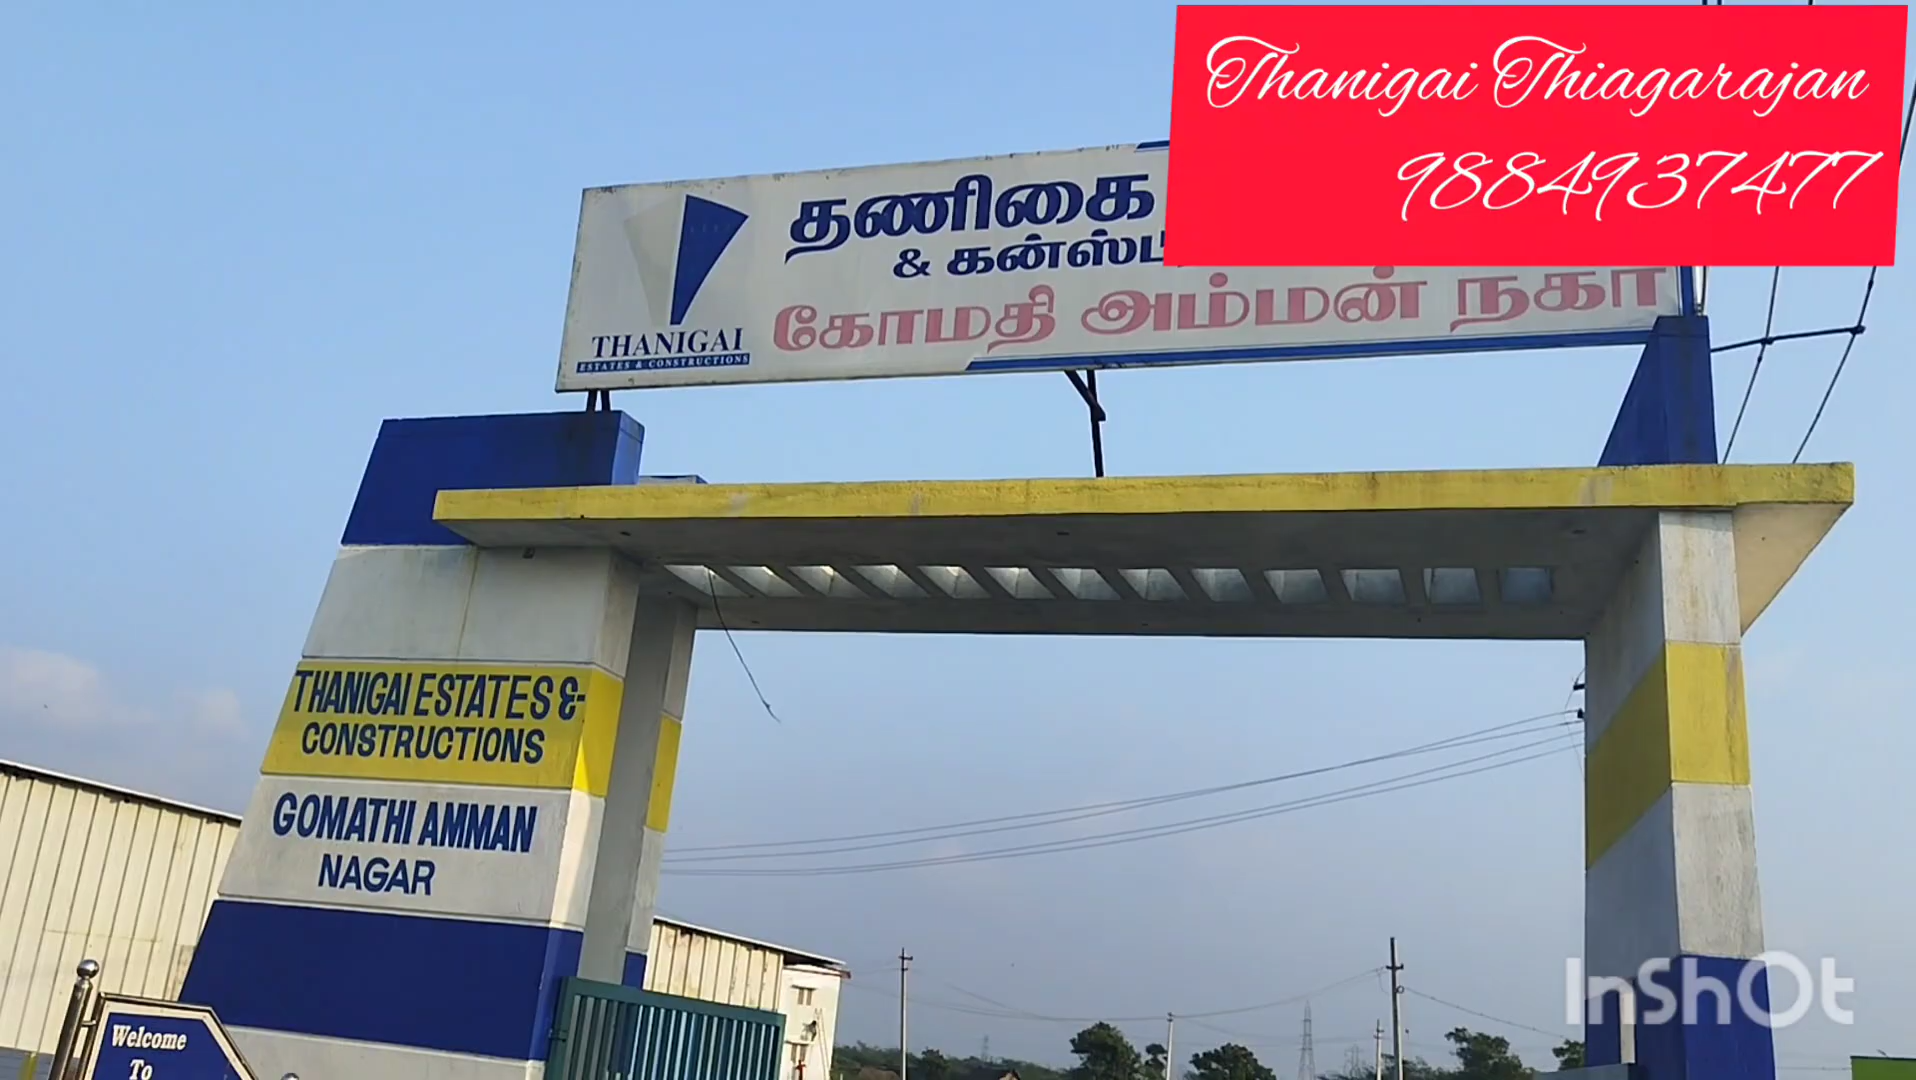 Thanigai Thiagarajan
9884937477
தணிகை
& கன்ஸ்ட
கோமதி அம்மன் நகர்
THANIGAI
ESTATES & CONSTRUCTIONS
THANIGAI ESTATES &
CONSTRUCTIONS
GOMATHI AMMAN
NAGAR
Welcome
To
InShOt